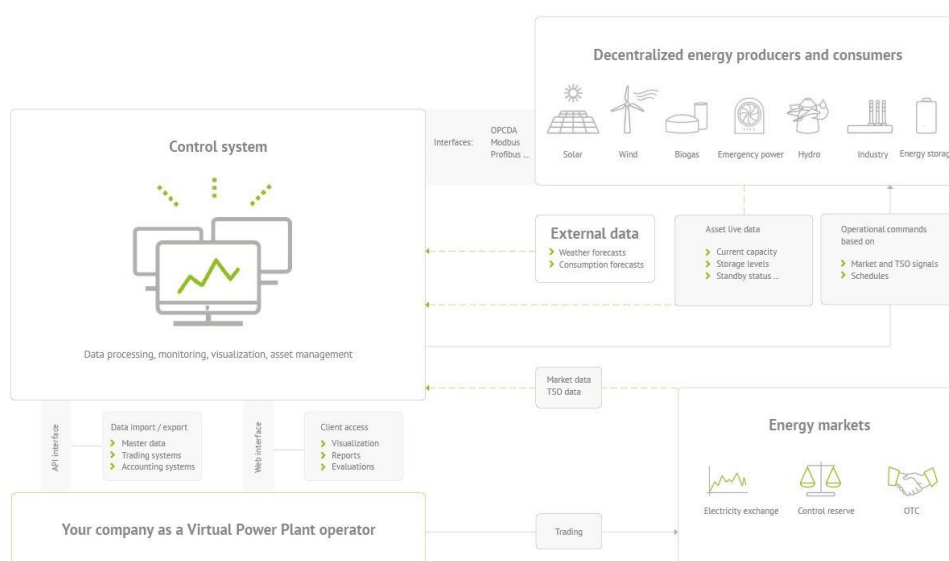 Decentralized energy producers and consumers
Solar
Wind
Biogas
Emergency power
Hydro
Industry
Energy storag
Interfaces:
OPCDA
Modbus
Profibus ...
Control system
Data processing, monitoring, visualization, asset management
External data
Weather forecasts
Consumption forecasts
Asset live data
Current capacity
Storage levels
Standby status ...
Operational commands
based on
Market and TSO signals
Schedules
Market data
TSO data
API interface
Data import / export
Master data
Trading systems
Accounting systems
Web interface
Client access
Visualization
Reports
Evaluations
Energy markets
Electricity exchange
Control reserve
OTC
Your company as a Virtual Power Plant operator
Trading